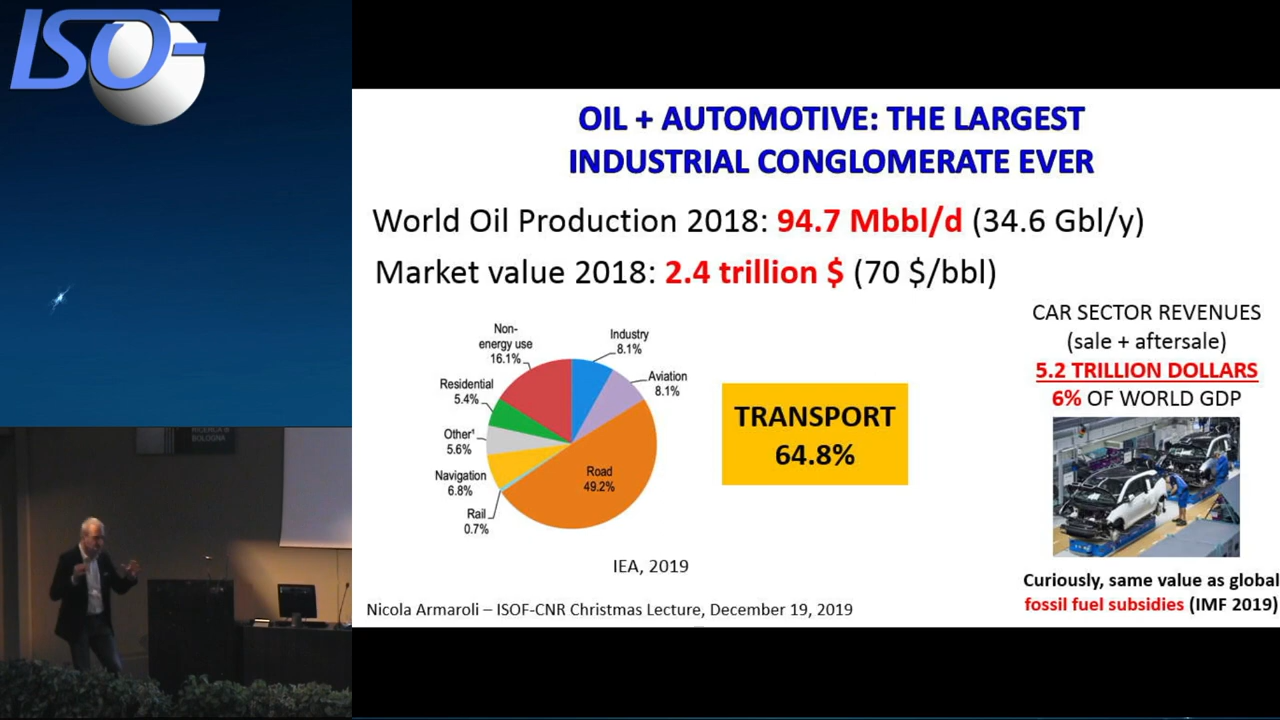 ISOF
OIL + AUTOMOTIVE: THE LARGEST
INDUSTRIAL CONGLOMERATE EVER
World Oil Production 2018: 94.7 Mbbl/d (34.6 Gbl/y)
Market value 2018: 2.4 trillion $ (70 $/bbl)
CAR SECTOR REVENUES
(sale + aftersale)
5.2 TRILLION DOLLARS
6% OF WORLD GDP
Non-
energy use
16.1%
Industry
8.1%
Aviation
8.1%
Residential
5.4%
Other¹
5.6%
Navigation
6.8%
Rail
0.7%
Road
49.2%
TRANSPORT
64.8%
IEA, 2019
Curiously, same value as global
fossil fuel subsidies (IMF 2019)
Nicola Armaroli – ISOF-CNR Christmas Lecture, December 19, 2019
RICERCA DI
BOLOGNA